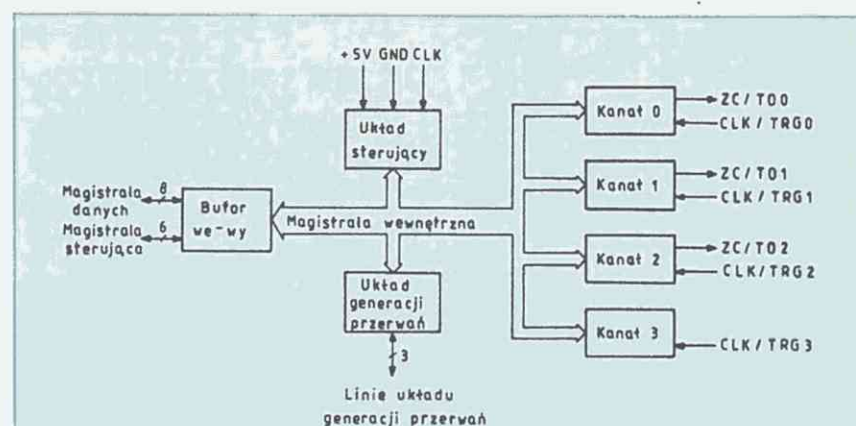 +5V GND CLK
Układ
sterujący
Magistrala
danych
8
Magistrala
sterująca
6
Bufor
we-wy
Magistrala wewnętrzna
Układ
generacji
przerwań
3
Linie układu
generacji przerwań
Kanał 0
ZC/TO0
CLK/TRG0
Kanał 1
ZC/TO1
CLK/TRG1
Kanał 2
ZC/TO2
CLK/TRG2
Kanał 3
CLK/TRG3